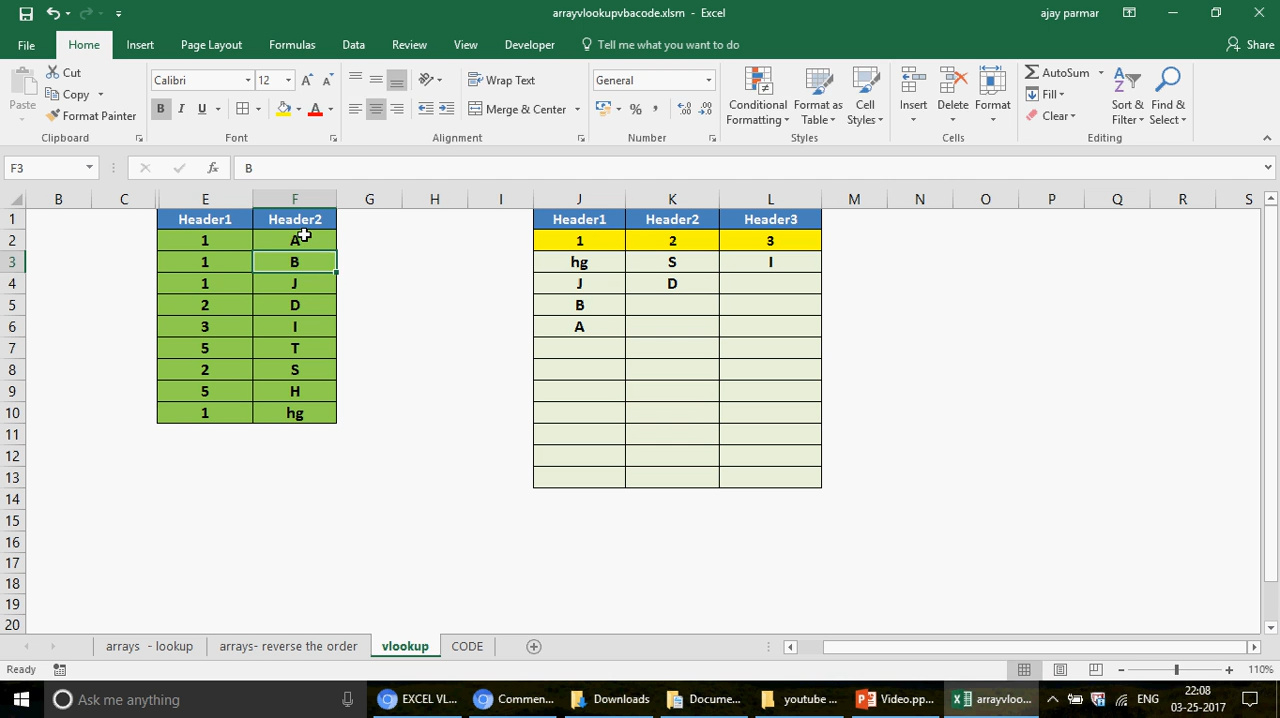 arrayvlookupvbacode.xlsm - Excel
ajay parmar
File Home Insert Page Layout Formulas Data Review View Developer Tell me what you want to do Share
Paste
Cut
Copy
Format Painter
Calibri 12
B I U
Wrap Text
Merge & Center
General
Conditional Formatting
Format as Table
Cell Styles
Insert
Delete
Format
AutoSum
Fill
Clear
Sort & Filter
Find & Select
Clipboard Font Alignment Number Styles Cells Editing
F3 fx B
B C E F G H I J K L M N O P Q R S
1 Header1 Header2 Header1 Header2 Header3
2 1 A 1 2 3
3 1 B hg S I
4 1 J J D
5 2 D B
6 3 I A
7 5 T
8 2 S
9 5 H
10 1 hg
11
12
13
14
15
16
17
18
19
20
arrays - lookup arrays- reverse the order vlookup CODE
Ready 110%
Ask me anything EXCEL VL... Commen... Downloads Docume... youtube ... Video.pp... arrayvloo... ENG 22:08
03-25-2017